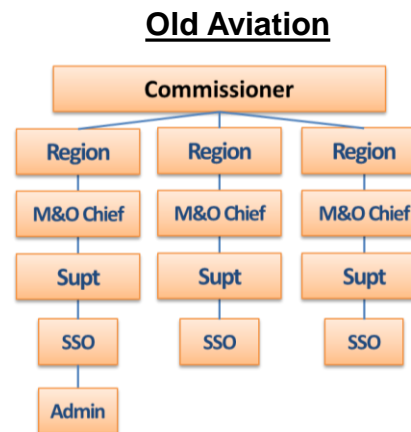 Old Aviation
Commissioner
Region Region Region
M&O Chief M&O Chief M&O Chief
Supt Supt Supt
SSO SSO SSO
Admin